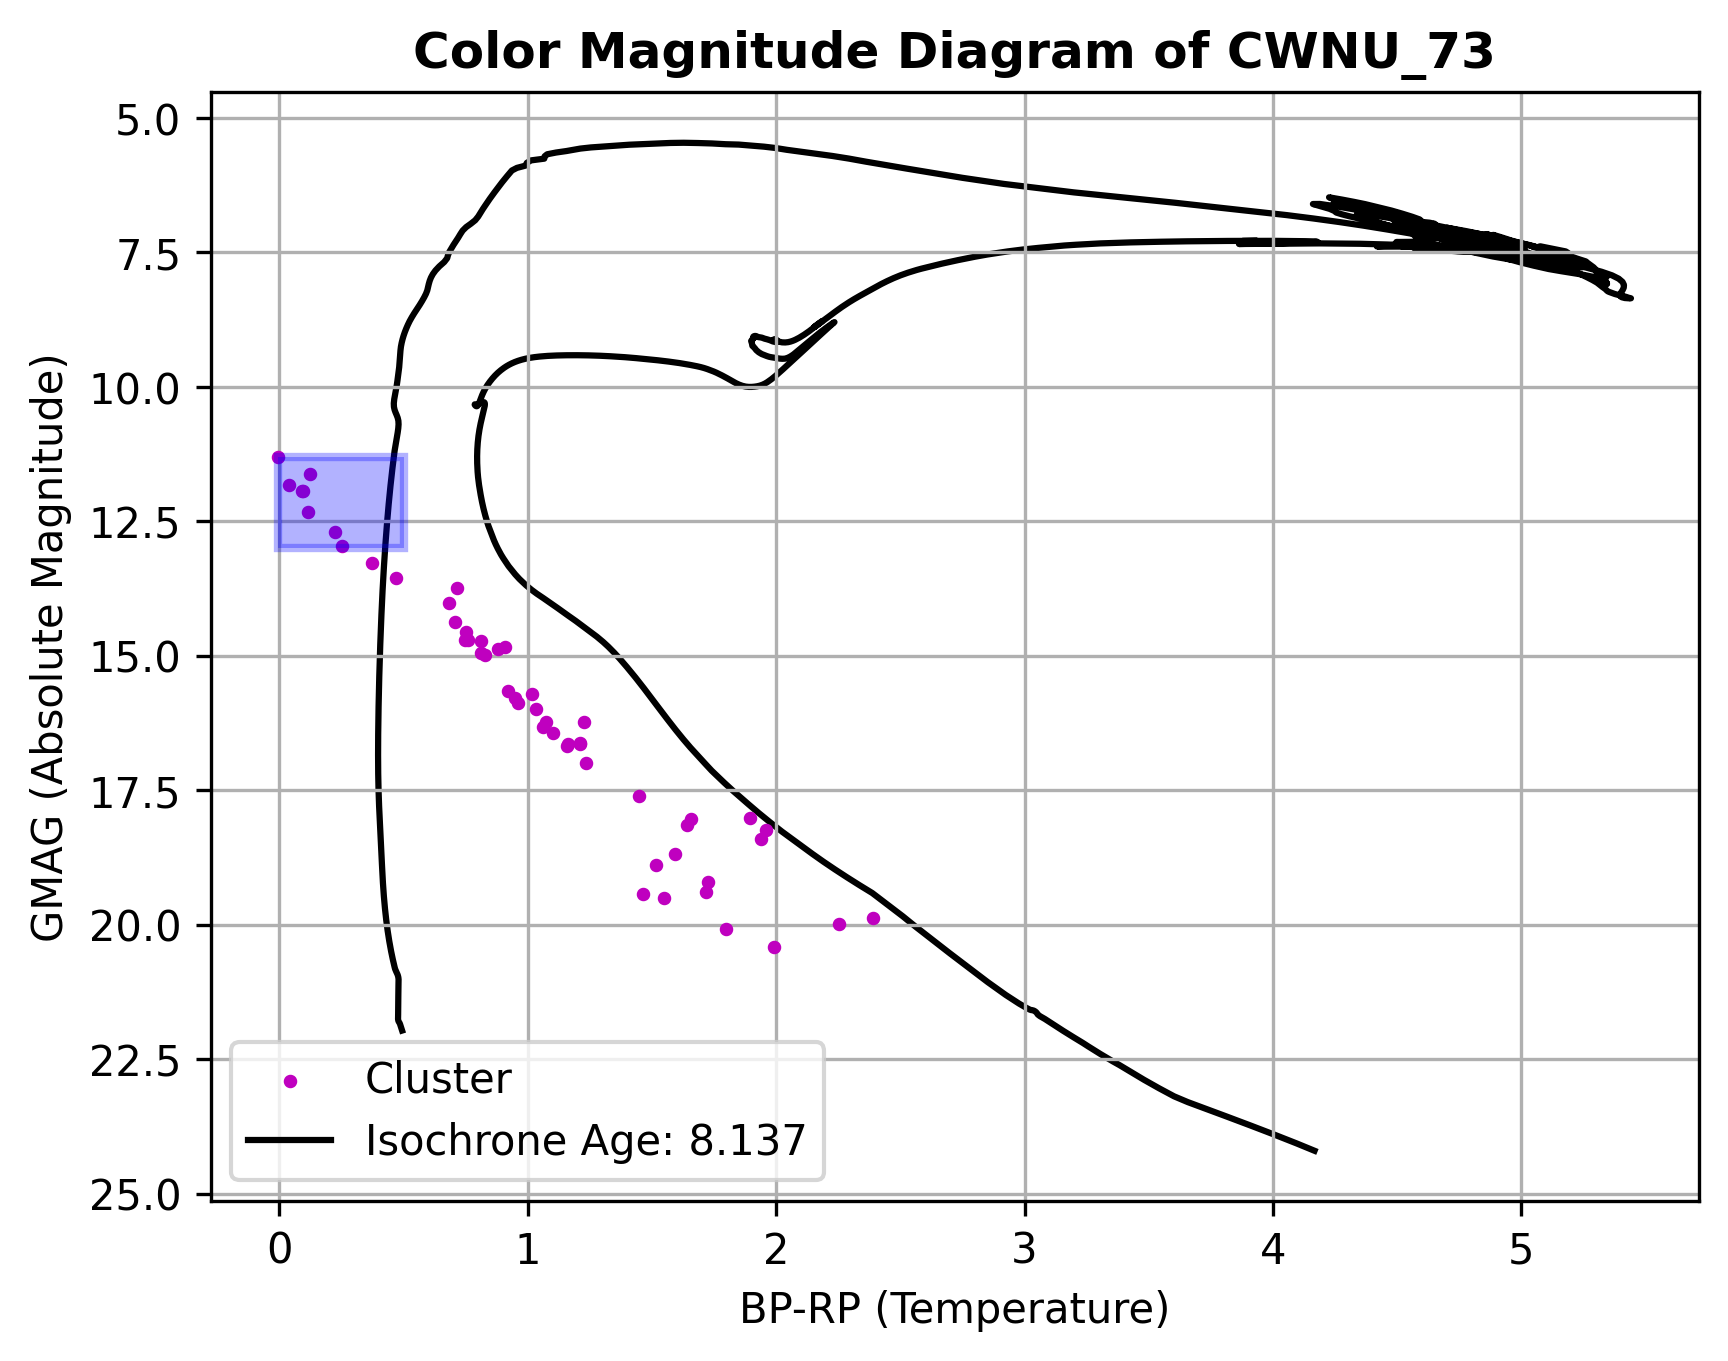 Color Magnitude Diagram of CWNU_73
GMAG (Absolute Magnitude)
5.0
7.5
10.0
12.5
15.0
17.5
20.0
22.5
25.0
Cluster
Isochrone Age: 8.137
0 1 2 3 4 5
BP-RP (Temperature)